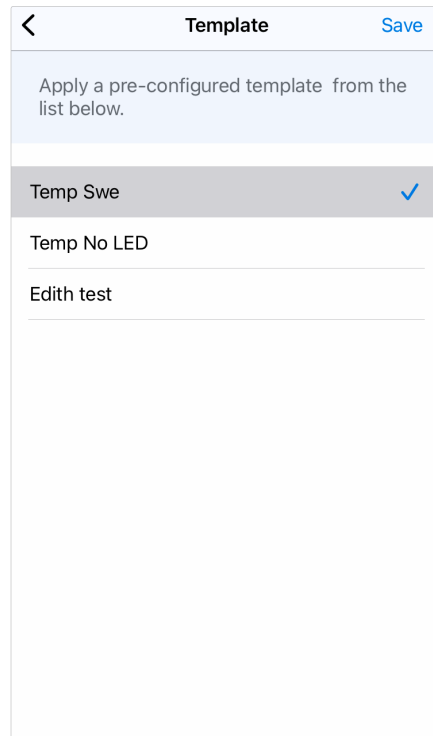 Template
Save
Apply a pre-configured template  from the
list below.
Temp Swe
Temp No LED
Edith test